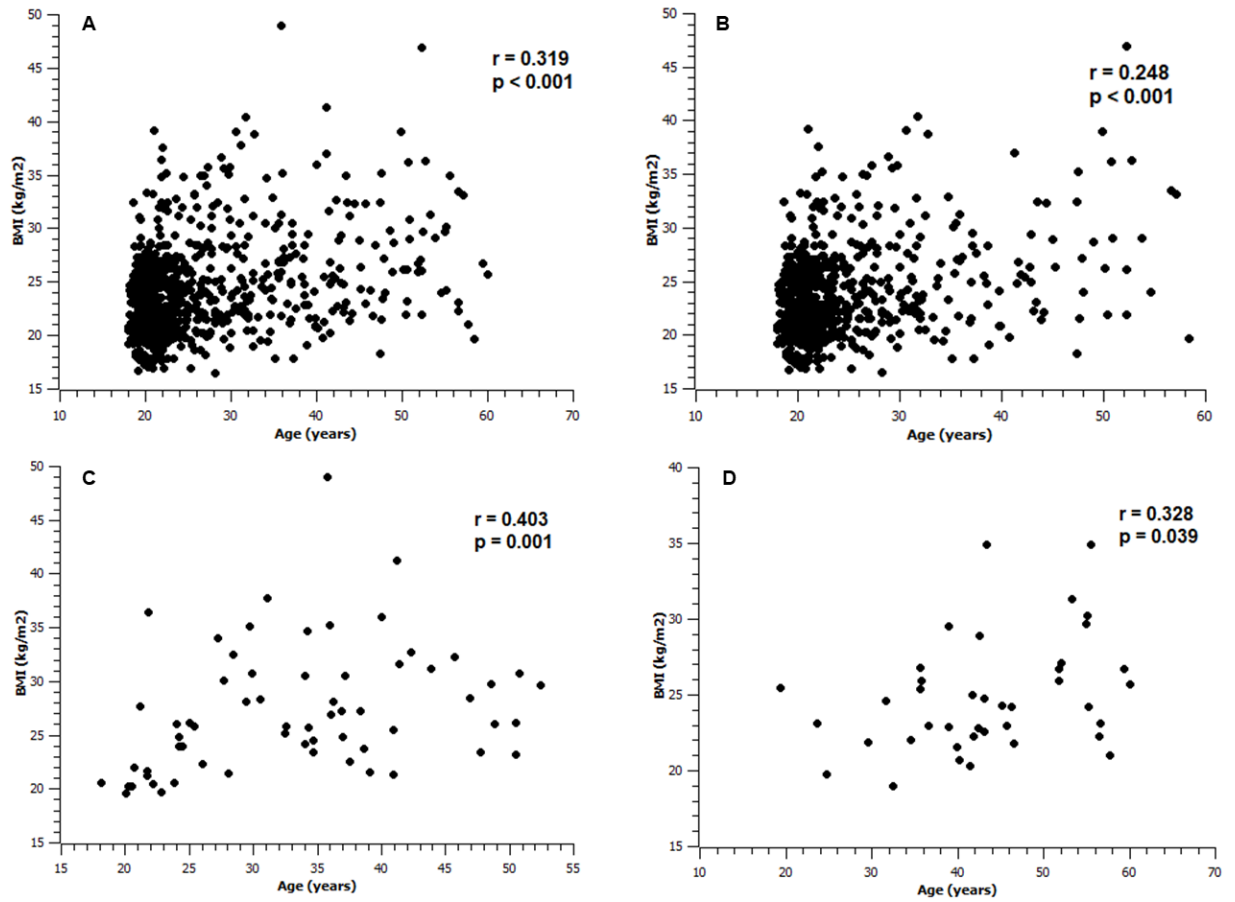 A
50
45
40
35
30
25
20
15
BMI (kg/m2)
r = 0.319
p < 0.001
10 20 30 40 50 60 70
Age (years)
B
50
45
40
35
30
25
20
15
BMI (kg/m2)
r = 0.248
p < 0.001
10 20 30 40 50 60
Age (years)
C
50
45
40
35
30
25
20
15
BMI (kg/m2)
r = 0.403
p = 0.001
15 20 25 30 35 40 45 50 55
Age (years)
D
40
35
30
25
20
15
BMI (kg/m2)
r = 0.328
p = 0.039
10 20 30 40 50 60 70
Age (years)